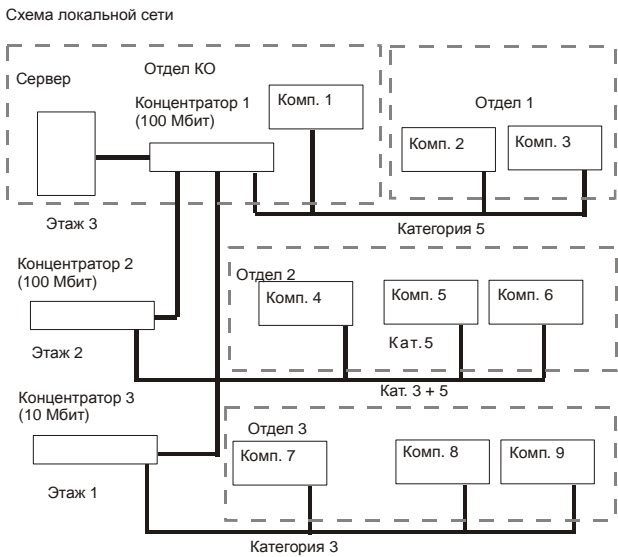 Схема локальной сети
Отдел КО
Сервер
Концентратор 1
(100 Мбит)
Комп. 1
Отдел 1
Комп. 2
Комп. 3
Этаж 3
Категория 5
Концентратор 2
(100 Мбит)
Отдел 2
Комп. 4
Комп. 5
Комп. 6
Кат.5
Этаж 2
Кат. 3 + 5
Концентратор 3
(10 Мбит)
Отдел 3
Комп. 7
Комп. 8
Комп. 9
Этаж 1
Категория 3